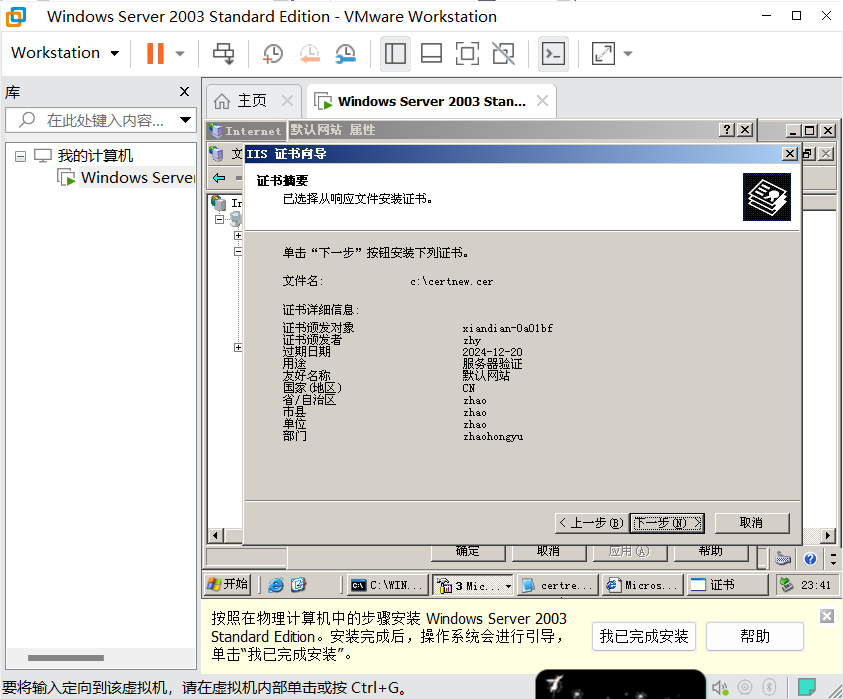 Windows Server 2003 Standard Edition - VMware Workstation
Workstation
库
在此处键入内容...
我的计算机
Windows Server
主页
Windows Server 2003 Stan...
Internet
默认网站 属性
文
IIS 证书向导
证书摘要
已选择从响应文件安装证书。
In
单击“下一步”按钮安装下列证书。
文件名: c:\certnew.cer
证书详细信息:
证书颁发对象 xiandian-0a01bf
证书颁发者 zhy
过期日期 2024-12-20
用途 服务器验证
友好名称 默认网站
国家(地区) CN
省/自治区 zhao
市县 zhao
单位 zhao
部门 zhaohongyu
< 上一步(B) 下一步(N) > 取消
确定 取消 应用(A) 帮助
开始 C:\WIN... 3 Mic... certre... Micros... 证书 23:41
按照在物理计算机中的步骤安装 Windows Server 2003
Standard Edition。安装完成后，操作系统会进行引导，
单击“我已完成安装”。
我已完成安装 帮助
要将输入定向到该虚拟机，请在虚拟机内部单击或按 Ctrl+G。